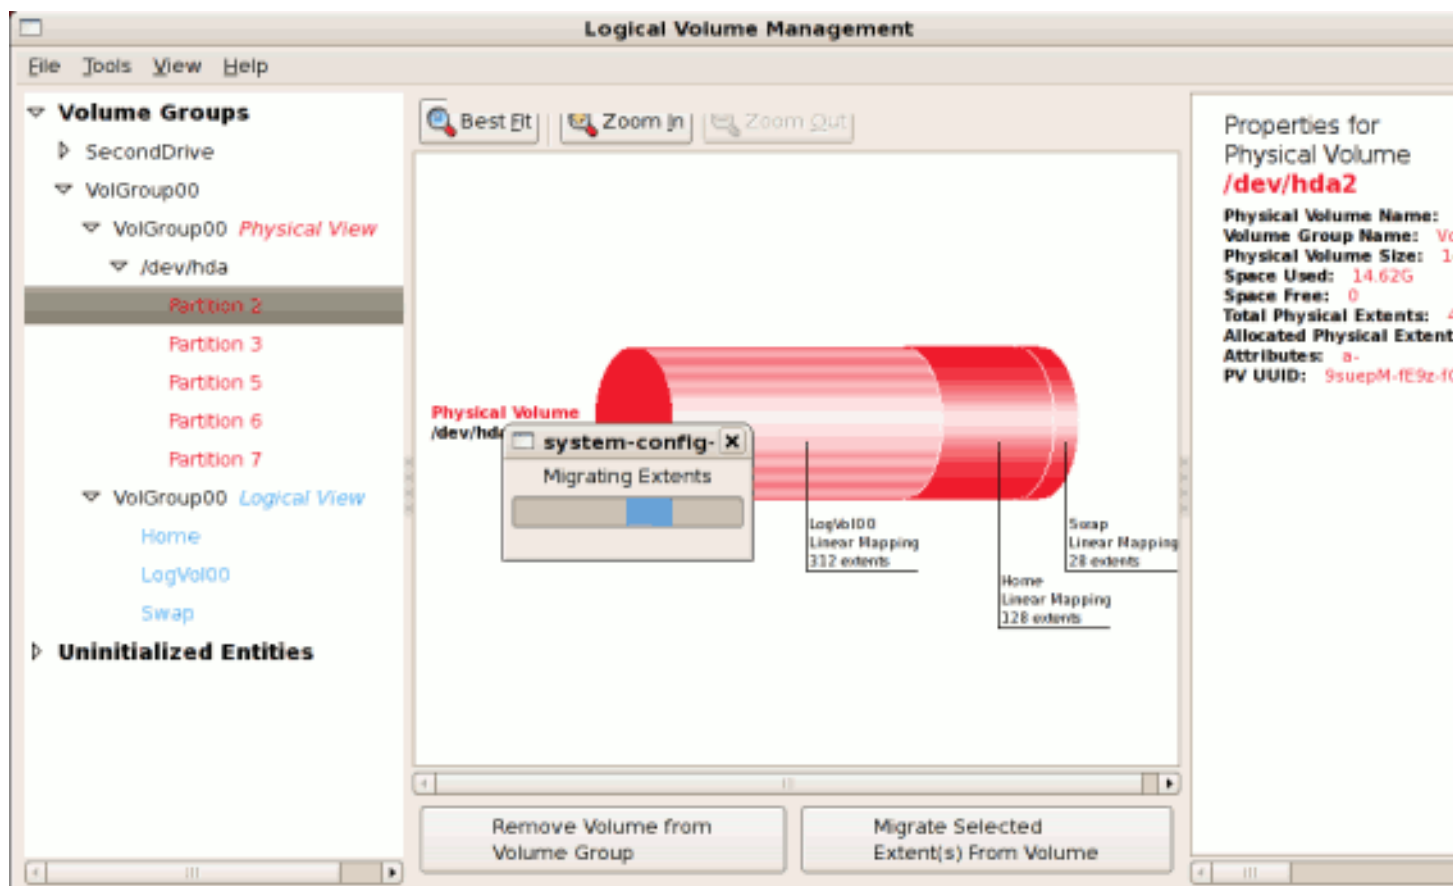 Logical Volume Management
File Tools View Help
Volume Groups
SecondDrive
VolGroup00
VolGroup00 Physical View
/dev/hda
Partition 2
Partition 3
Partition 5
Partition 6
Partition 7
VolGroup00 Logical View
Home
LogVol00
Swap
Uninitialized Entities
Best Fit Zoom In Zoom Out
Physical Volume
/dev/hda
system-config-
Migrating Extents
LogVol00
Linear Mapping
312 extents
Home
Linear Mapping
128 extents
Swap
Linear Mapping
28 extents
Remove Volume from
Volume Group
Migrate Selected
Extent(s) From Volume
Properties for
Physical Volume
/dev/hda2
Physical Volume Name:
Volume Group Name:
Physical Volume Size:
Space Used: 14.62G
Space Free: 0
Total Physical Extents:
Allocated Physical Extent
Attributes: a-
PV UUID: 9suepM-fE9z-f